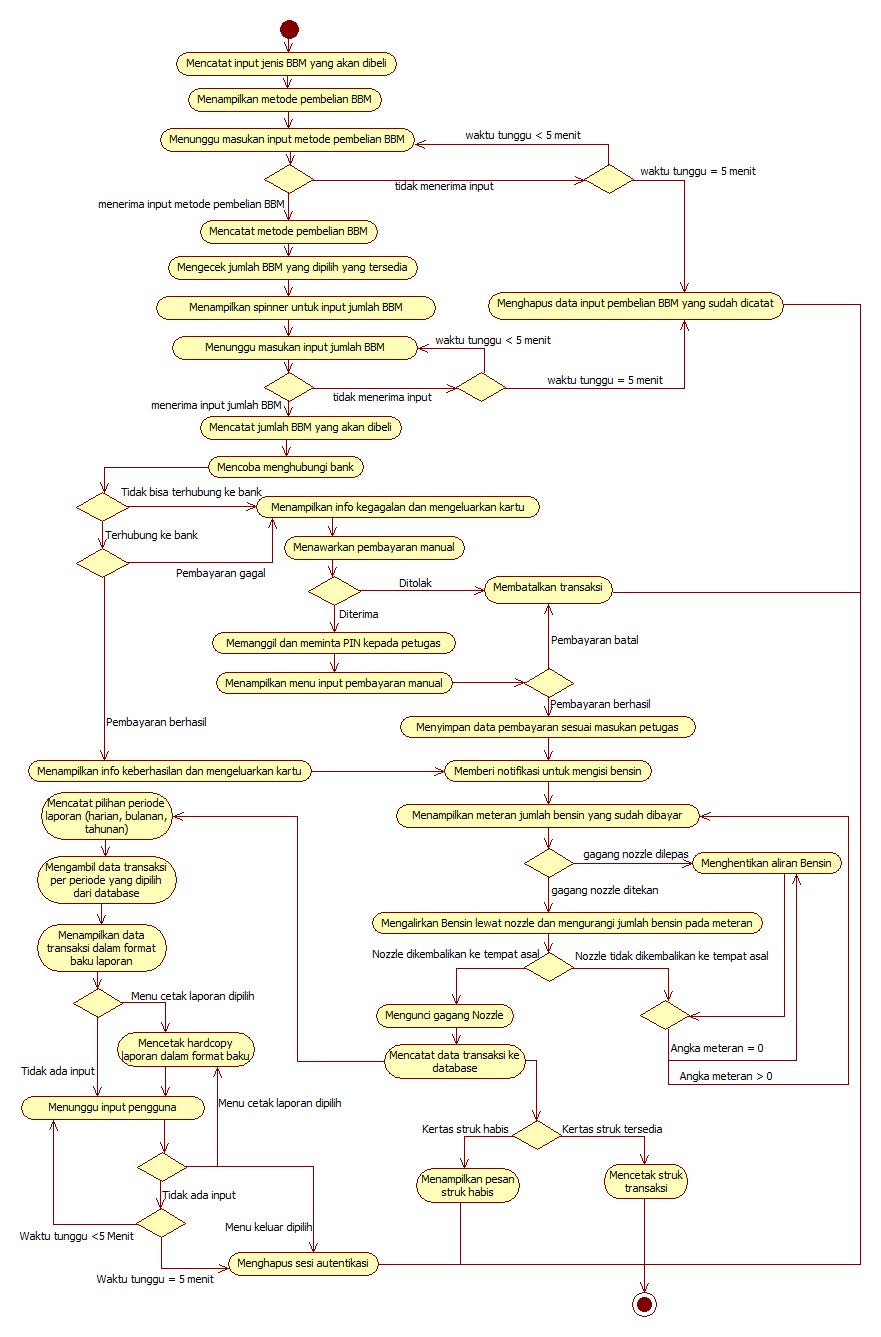 Mencatat input jenis BBM yang akan dibeli
Menampilkan metode pembelian BBM
Menunggu masukan input metode pembelian BBM
waktu tunggu < 5 menit
waktu tunggu = 5 menit
tidak menerima input
menerima input metode pembelian BBM
Mencatat metode pembelian BBM
Mengecek jumlah BBM yang dipilih yang tersedia
Menampilkan spinner untuk input jumlah BBM
Menghapus data input pembelian BBM yang sudah dicatat
Menunggu masukan input jumlah BBM
waktu tunggu < 5 menit
waktu tunggu = 5 menit
tidak menerima input
menerima input jumlah BBM
Mencatat jumlah BBM yang akan dibeli
Mencoba menghubungi bank
Tidak bisa terhubung ke bank
Menampilkan info kegagalan dan mengeluarkan kartu
Terhubung ke bank
Menawarkan pembayaran manual
Pembayaran gagal
Ditolak
Membatalkan transaksi
Diterima
Memanggil dan meminta PIN kepada petugas
Pembayaran batal
Menampilkan menu input pembayaran manual
Pembayaran berhasil
Pembayaran berhasil
Menyimpan data pembayaran sesuai masukan petugas
Menampilkan info keberhasilan dan mengeluarkan kartu
Memberi notifikasi untuk mengisi bensin
Mencatat pilihan periode
laporan (harian, bulanan,
tahunan)
Menampilkan meteran jumlah bensin yang sudah dibayar
gagang nozzle dilepas
Menghentikan aliran Bensin
Mengambil data transaksi
per periode yang dipilih
dari database
gagang nozzle ditekan
Mengalirkan Bensin lewat nozzle dan mengurangi jumlah bensin pada meteran
Menampilkan data
transaksi dalam format
baku laporan
Nozzle dikembalikan ke tempat asal
Nozzle tidak dikembalikan ke tempat asal
Menu cetak laporan dipilih
Mengunci gagang Nozzle
Mencetak hardcopy
laporan dalam format baku
Mencatat data transaksi ke
database
Angka meteran = 0
Angka meteran > 0
Tidak ada input
Menunggu input pengguna
Menu cetak laporan dipilih
Kertas struk habis
Kertas struk tersedia
Menampilkan pesan
struk habis
Mencetak struk
transaksi
Tidak ada input
Menu keluar dipilih
Waktu tunggu <5 Menit
Menghapus sesi autentikasi
Waktu tunggu = 5 menit